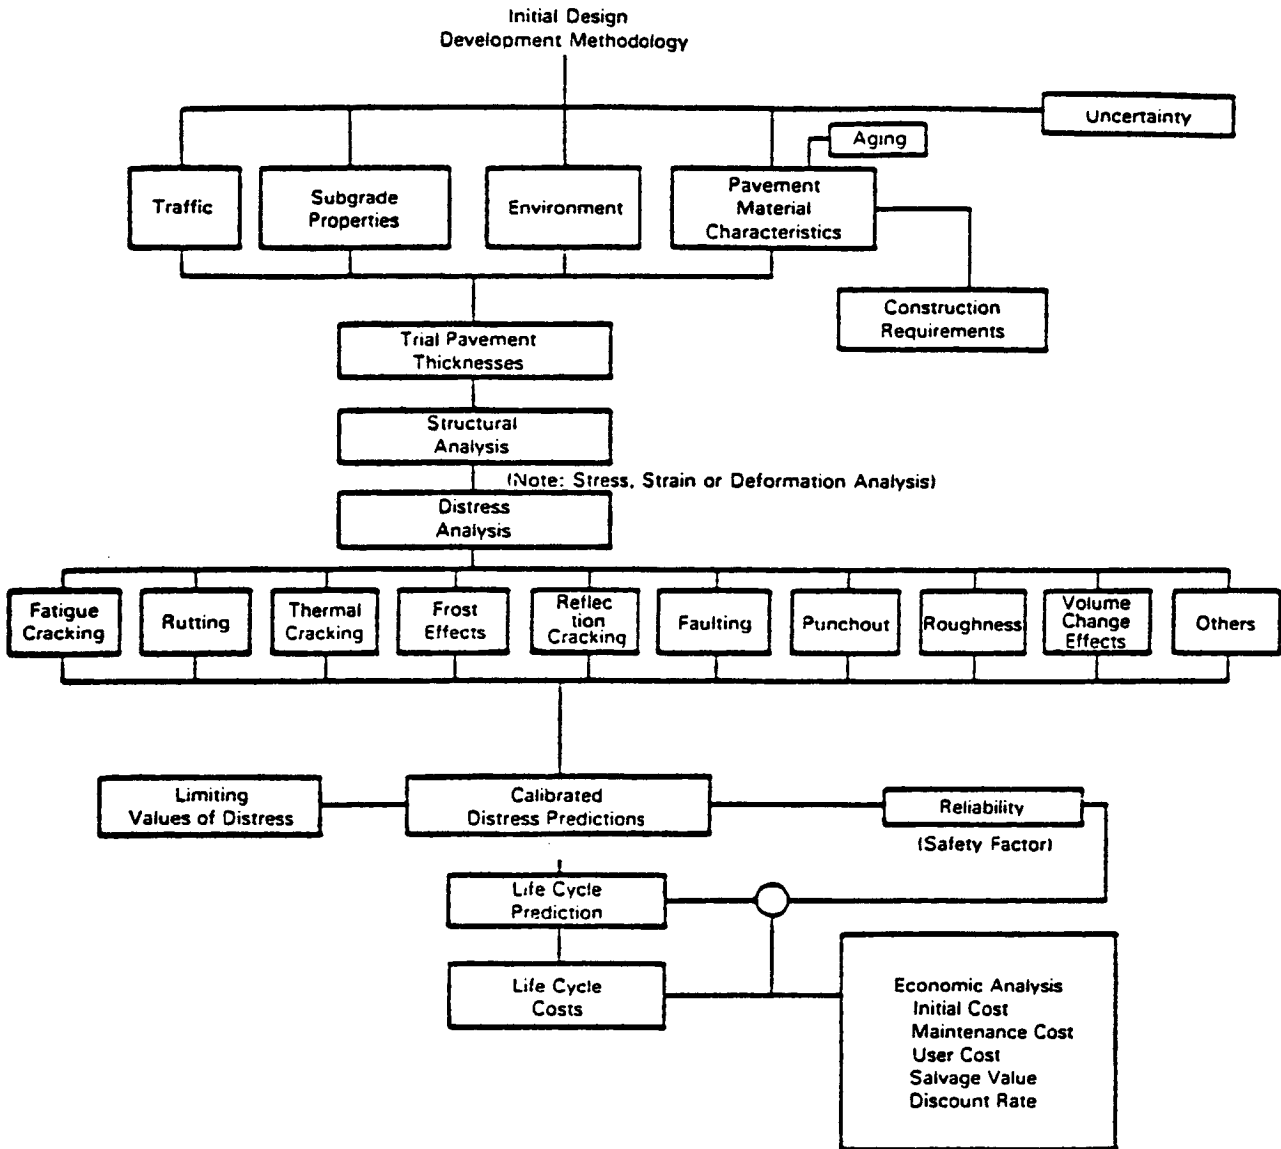 Initial Design
Development Methodology
Uncertainty
Aging
Traffic
Subgrade
Properties
Environment
Pavement
Material
Characteristics
Construction
Requirements
Trial Pavement
Thicknesses
Structural
Analysis
(Note: Stress, Strain or Deformation Analysis)
Distress
Analysis
Fatigue
Cracking
Rutting
Thermal
Cracking
Frost
Effects
Reflec
tion
Cracking
Faulting
Punchout
Roughness
Volume
Change
Effects
Others
Limiting
Values of Distress
Calibrated
Distress Predictions
Reliability
(Safety Factor)
Life Cycle
Prediction
Life Cycle
Costs
Economic Analysis
Initial Cost
Maintenance Cost
User Cost
Salvage Value
Discount Rate